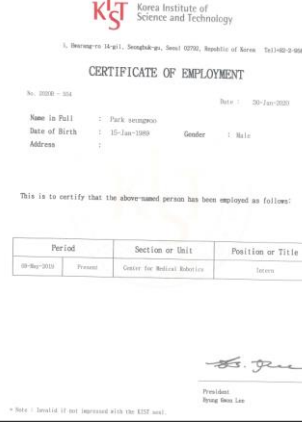 KIST Korea Institute of
Science and Technology
5, Hwarang-ro 14-gil, Seongbuk-gu, Seoul 02792, Republic of Korea
CERTIFICATE OF EMPLOYMENT
Date : 30-Jan-2020
Name in Full : Park seungwoo
Date of Birth : 15-Jan-1989 Gender : Male
Address :
This is to certify that the above-named person has been employed as follows:
Period Section or Unit Position or Title
Present Center for Medical Robotics Intern
President
Byung Gwon Lee
* Note : Invalid if not impressed with the KIST seal.